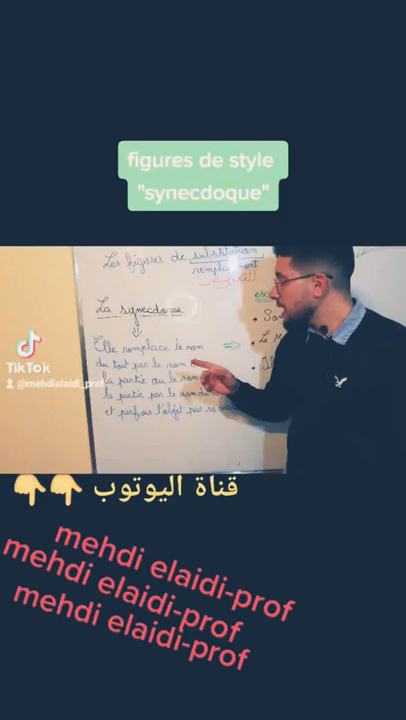 figures de style
"synecdoque"
Les figures de substitution
La synecdoque
Elle remplace le nom
du tout par le nom
la partie ou le nom
la partie par le nom du
et parfois l'objet par sa
TikTok
@mehdielaidi_prof
قناة اليوتوب
mehdi elaidi-prof
mehdi elaidi-prof
mehdi elaidi-prof